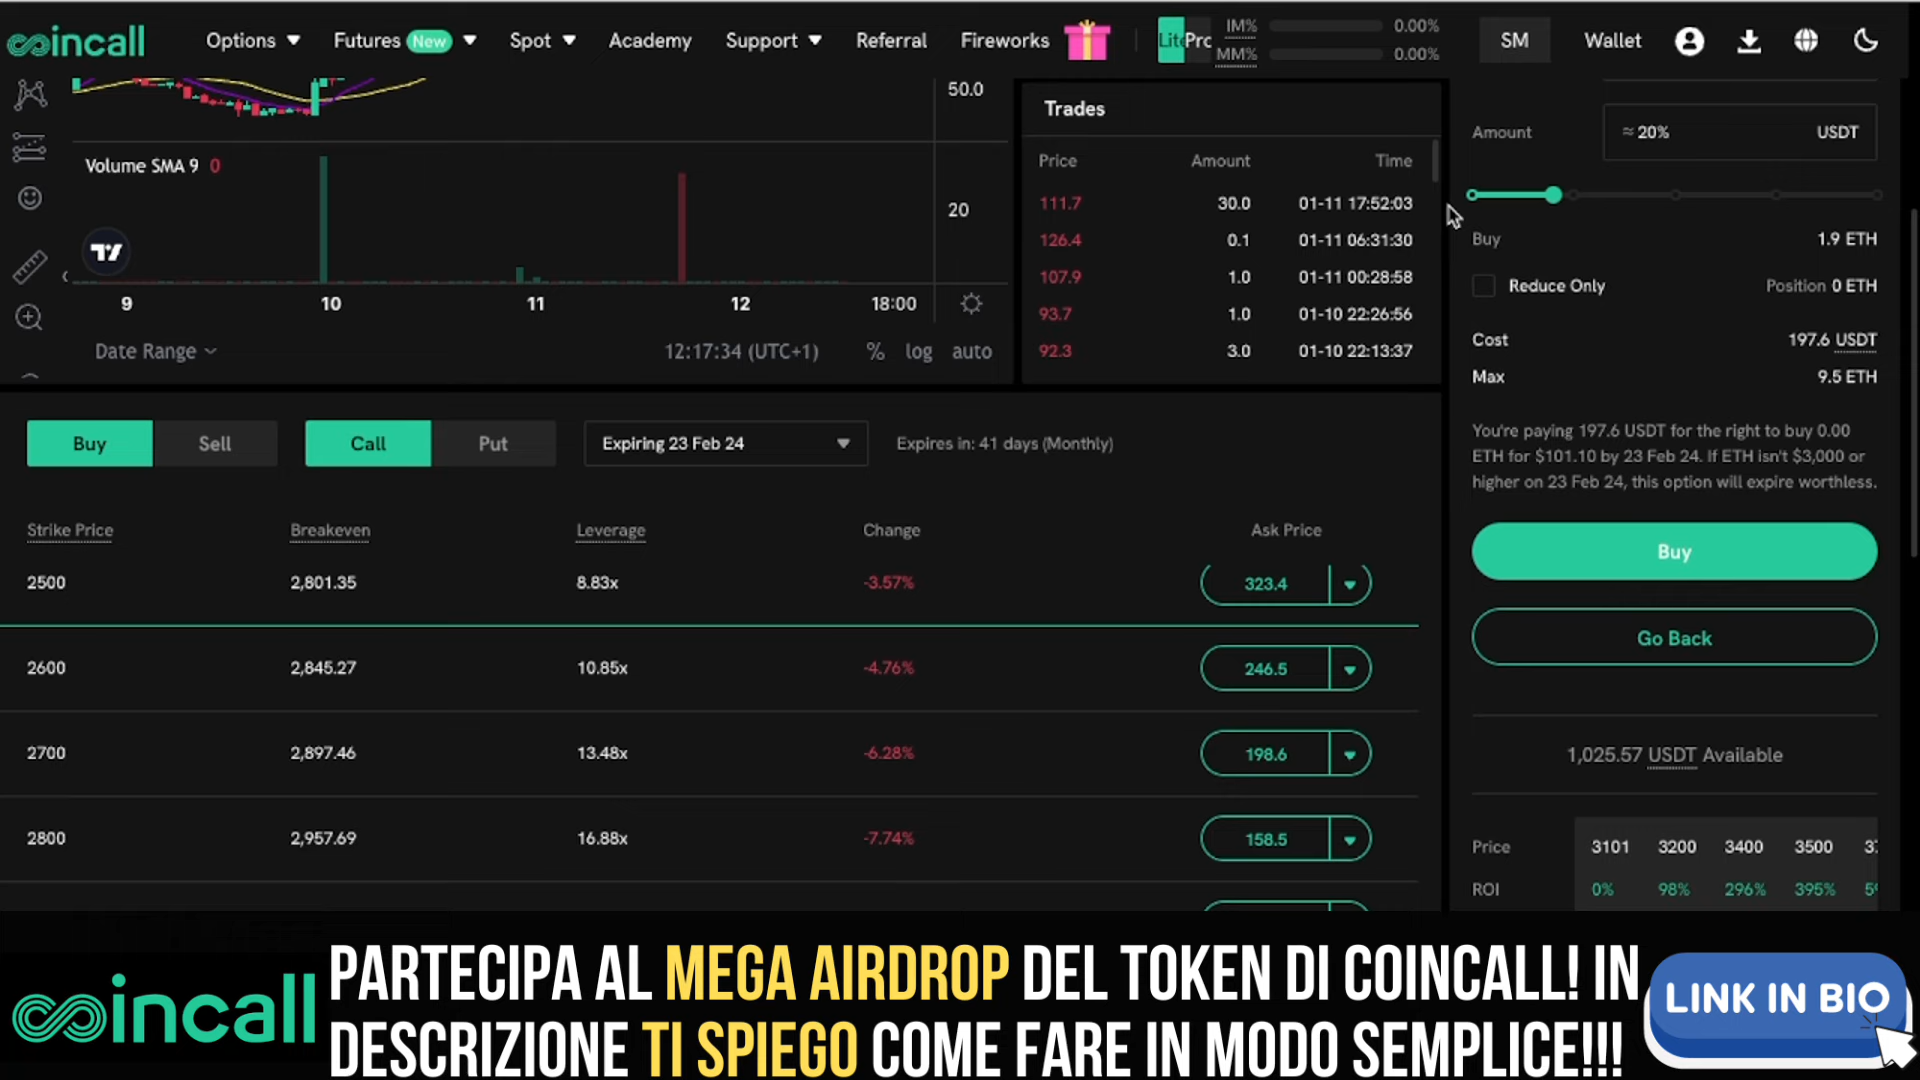 coincall
Options
Futures New
Spot
Academy
Support
Referral
Fireworks
Lite Pro
IM% 0.00%
MM% 0.00%
SM
Wallet
50.0
Volume SMA 9 0
20
9 10 11 12 18:00
Date Range
12:17:34 (UTC+1)
% log auto
Trades
Price Amount Time
111.7 30.0 01-11 17:52:03
126.4 0.1 01-11 06:31:30
107.9 1.0 01-11 00:28:58
93.7 1.0 01-10 22:26:56
92.3 3.0 01-10 22:13:37
Amount ≈ 20% USDT
Buy 1.9 ETH
Reduce Only Position 0 ETH
Cost 197.6 USDT
Max 9.5 ETH
You're paying 197.6 USDT for the right to buy 0.00
ETH for $101.10 by 23 Feb 24. If ETH isn't $3,000 or
higher on 23 Feb 24, this option will expire worthless.
Buy
Go Back
1,025.57 USDT Available
Price 3101 3200 3400 3500
ROI 0% 98% 296% 395%
Buy Sell Call Put Expiring 23 Feb 24 Expires in: 41 days (Monthly)
Strike Price Breakeven Leverage Change Ask Price
2500 2,801.35 8.83x -3.57% 323.4
2600 2,845.27 10.85x -4.76% 246.5
2700 2,897.46 13.48x -6.28% 198.6
2800 2,957.69 16.88x -7.74% 158.5
coincall
PARTECIPA AL MEGA AIRDROP DEL TOKEN DI COINCALL! IN
DESCRIZIONE TI SPIEGO COME FARE IN MODO SEMPLICE!!!
LINK IN BIO